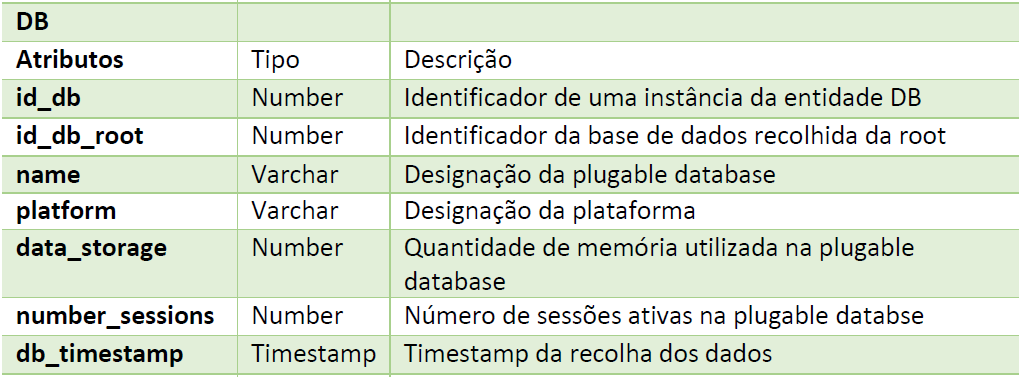 DB
Atributos Tipo Descrição
id_db Number Identificador de uma instância da entidade DB
id_db_root Number Identificador da base de dados recolhida da root
name Varchar Designação da plugable database
platform Varchar Designação da plataforma
data_storage Number Quantidade de memória utilizada na plugable
database
number_sessions Number Número de sessões ativas na plugable databse
db_timestamp Timestamp Timestamp da recolha dos dados